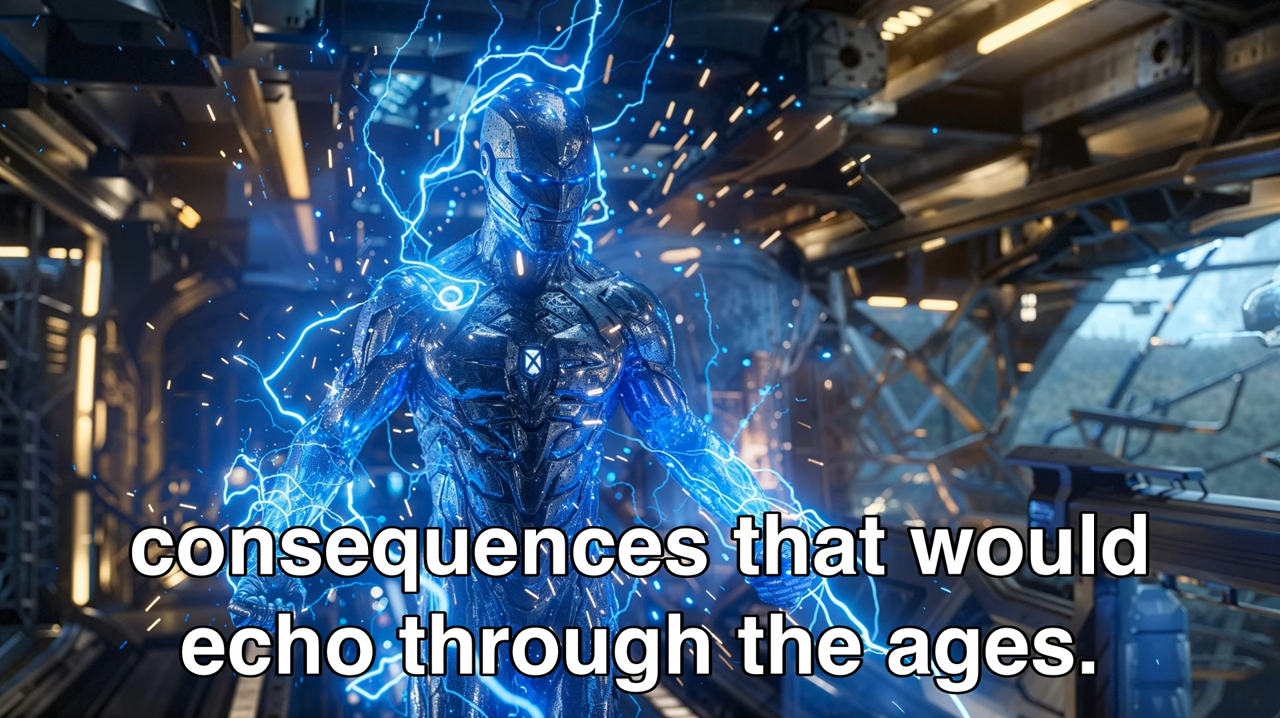 consequences that would
echo through the ages.